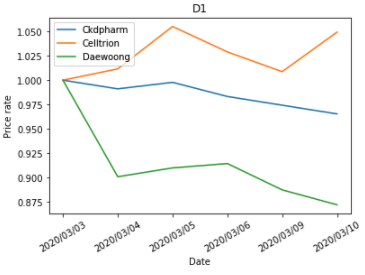 D1
Ckdpharm
Celltrion
Daewoong
Price rate
1.050
1.025
1.000
0.975
0.950
0.925
0.900
0.875
2020/03/03
2020/03/04
2020/03/05
2020/03/06
2020/03/09
2020/03/10
Date